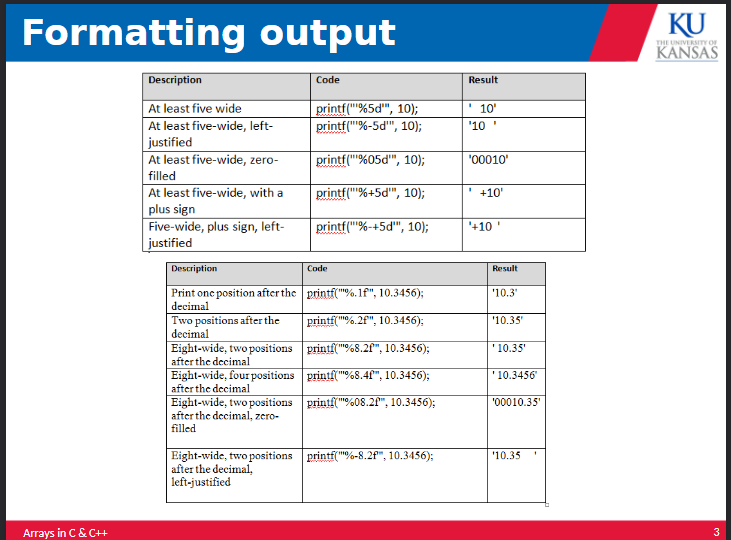 Formatting output
KU
THE UNIVERSITY OF
KANSAS
Description Code Result
At least five wide printf("'%5d'", 10); '   10'
At least five-wide, left- printf("'%-5d'", 10); '10   '
justified
At least five-wide, zero- printf("'%05d'", 10); '00010'
filled
At least five-wide, with a printf("'%+5d'", 10); '  +10'
plus sign
Five-wide, plus sign, left- printf("'%-+5d'", 10); '+10  '
justified
Description Code Result
Print one position after the printf("'%.1f'", 10.3456); '10.3'
decimal
Two positions after the printf("'%.2f'", 10.3456); '10.35'
decimal
Eight-wide, two positions printf("'%8.2f'", 10.3456); '   10.35'
after the decimal
Eight-wide, four positions printf("'%8.4f'", 10.3456); ' 10.3456'
after the decimal
Eight-wide, two positions printf("'%08.2f'", 10.3456); '00010.35'
after the decimal, zero-
filled
Eight-wide, two positions printf("'%-8.2f'", 10.3456); '10.35   '
after the decimal,
left-justified
Arrays in C & C++ 3